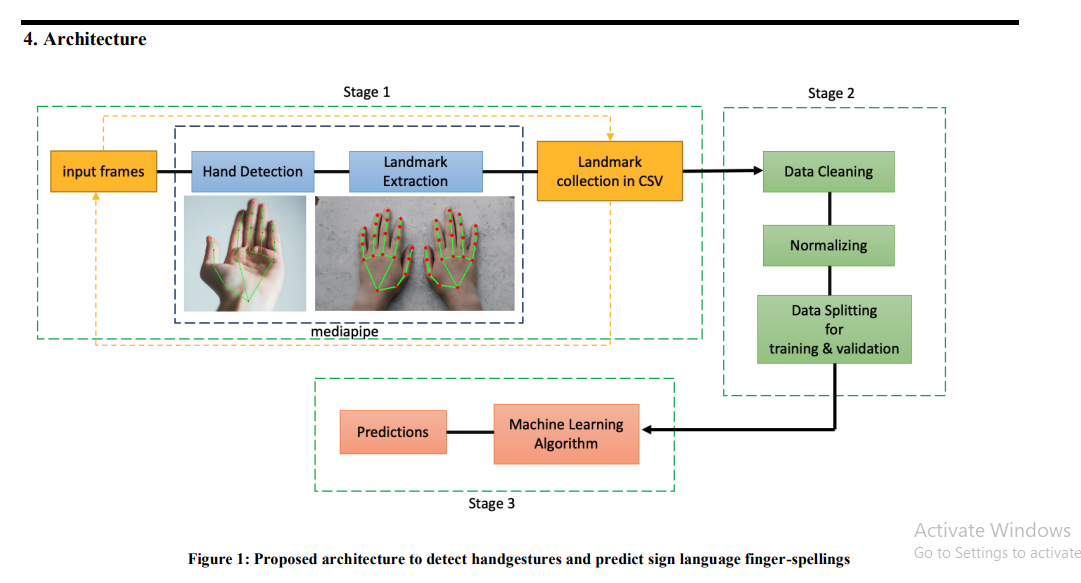 4. Architecture
Stage 1
Stage 2
input frames
Hand Detection
Landmark
Extraction
Landmark
collection in CSV
mediapipe
Data Cleaning
Normalizing
Data Splitting
for
training & validation
Predictions
Machine Learning
Algorithm
Stage 3
Figure 1: Proposed architecture to detect handgestures and predict sign language finger-spellings
Activate Windows
Go to Settings to activate